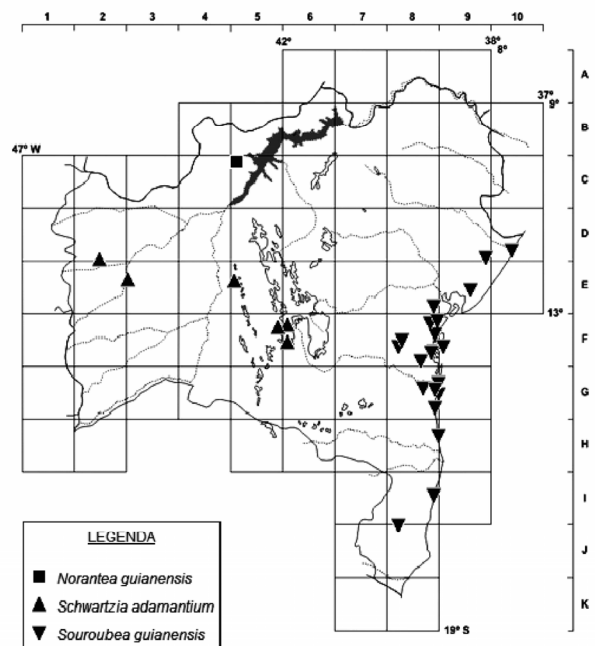 1 2 3 4 5 6 7 8 9 10
42° 38°
8°
A
37°
9°
B
47° W
C
D
E
13°
F
G
H
I
J
K
19° S
LEGENDA
Norantea guianensis
Schwartzia adamantium
Souroubea guianensis